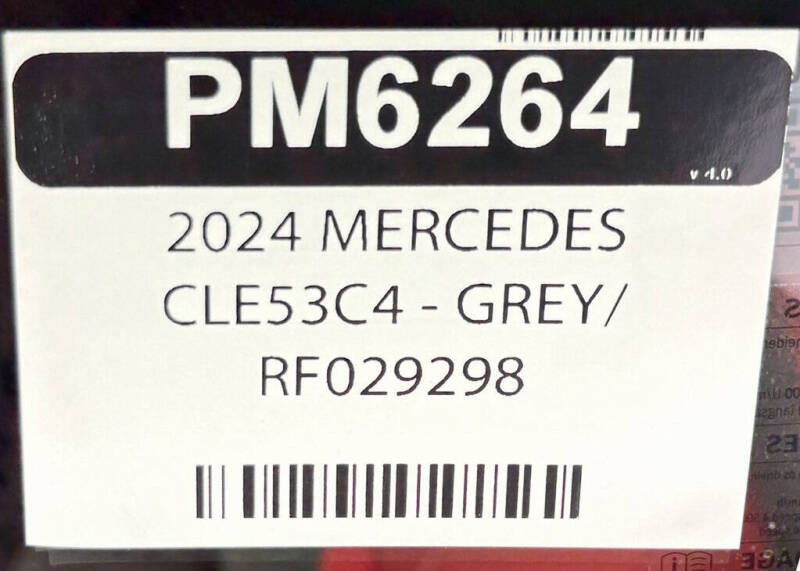 PM6264
v 4.0
2024 MERCEDES
CLE53C4 - GREY/
RF029298